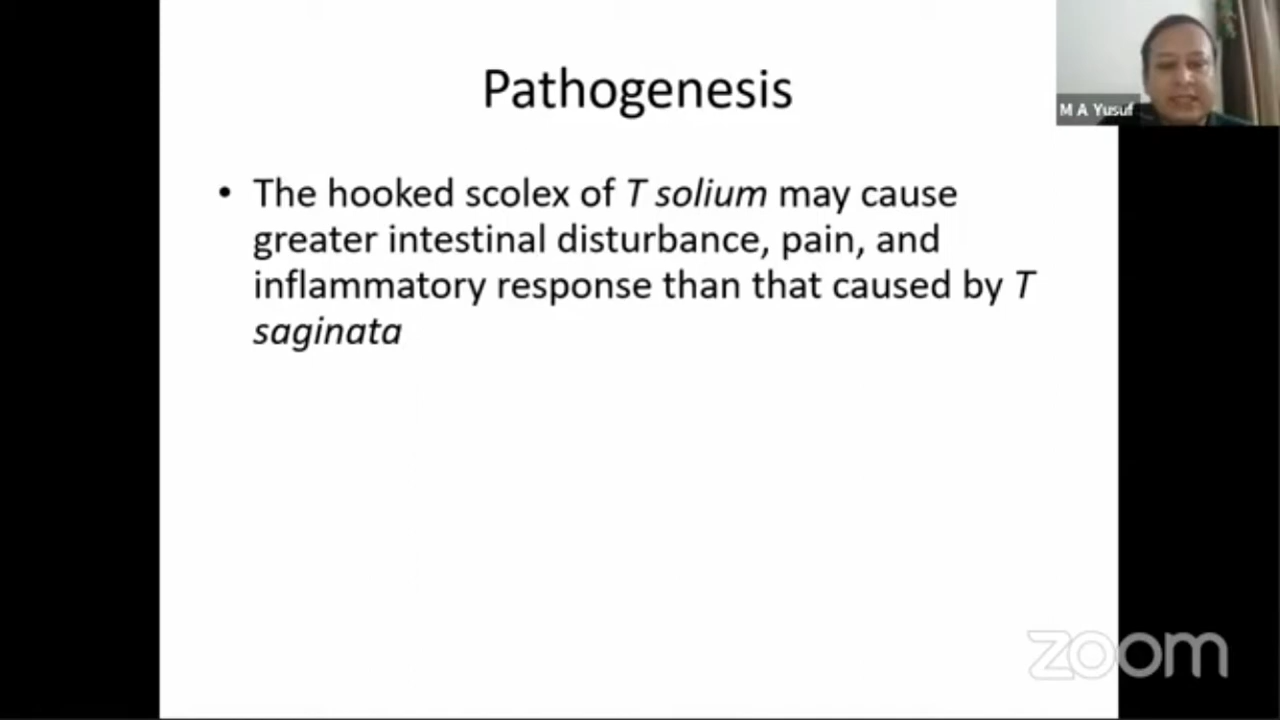 Pathogenesis
M A Yusuf
• The hooked scolex of T solium may cause
greater intestinal disturbance, pain, and
inflammatory response than that caused by T
saginata
zoom